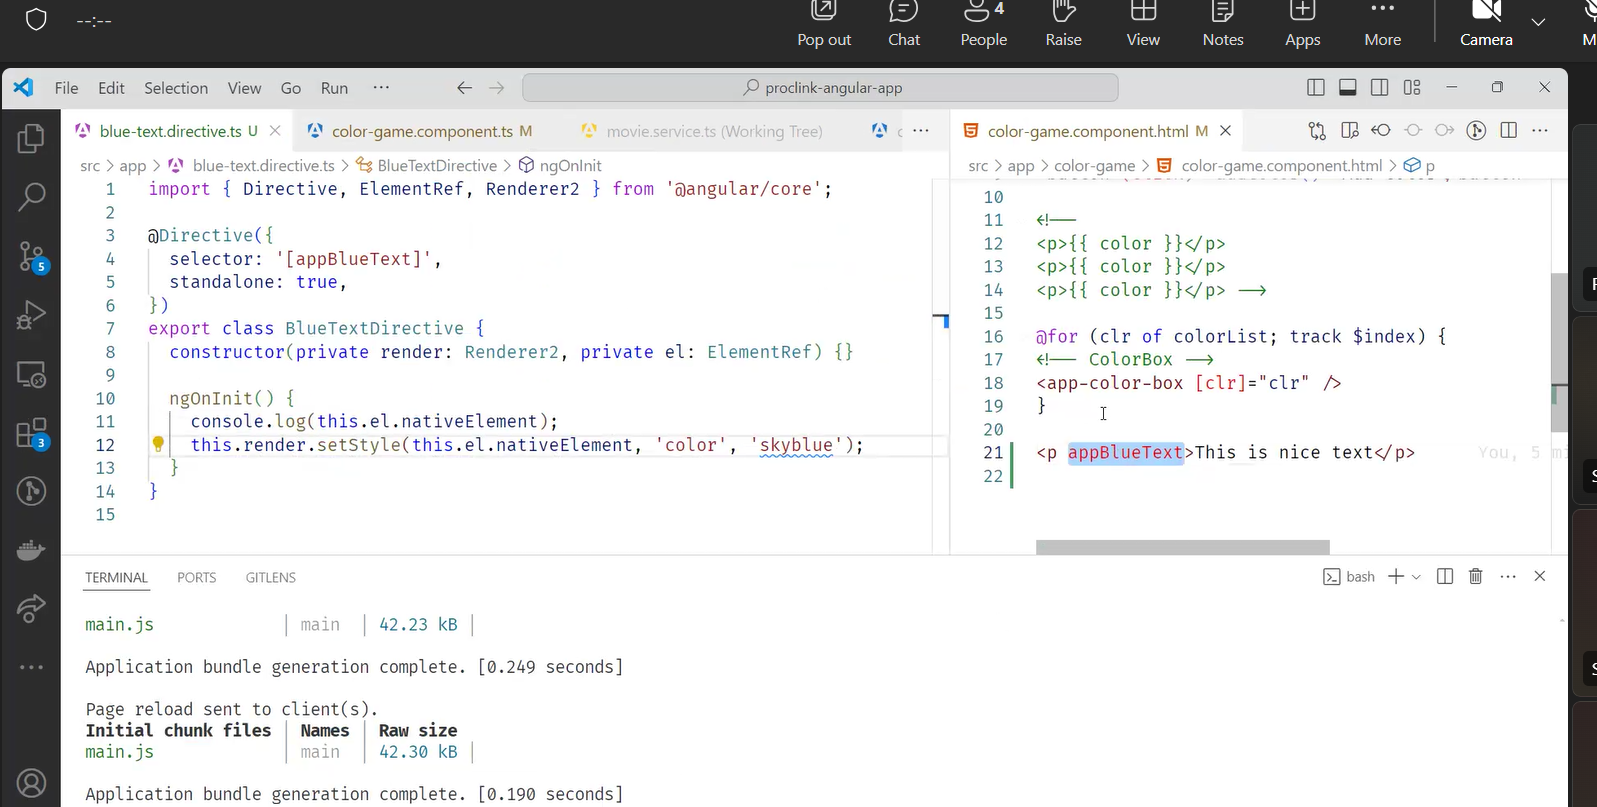 --:--
4
Pop out Chat People Raise View Notes Apps More Camera M
File Edit Selection View Go Run ···
proclink-angular-app
blue-text.directive.ts U
color-game.component.ts M
movie.service.ts (Working Tree)
color-game.component.html M
src > app > blue-text.directive.ts > BlueTextDirective > ngOnInit
1 import { Directive, ElementRef, Renderer2 } from '@angular/core';
2
3 @Directive({
4 selector: '[appBlueText]',
5 standalone: true,
6 })
7 export class BlueTextDirective {
8 constructor(private render: Renderer2, private el: ElementRef) {}
9
10 ngOnInit() {
11 console.log(this.el.nativeElement);
12 this.render.setStyle(this.el.nativeElement, 'color', 'skyblue');
13 }
14 }
15
src > app > color-game > color-game.component.html > p
10
11 <!--
12 <p>{{ color }}</p>
13 <p>{{ color }}</p>
14 <p>{{ color }}</p> -->
15
16 @for (clr of colorList; track $index) {
17 <!-- ColorBox -->
18 <app-color-box [clr]="clr" />
19 }
20
21 <p appBlueText>This is nice text</p> You, 5 mi
22
5
3
TERMINAL PORTS GITLENS
bash
main.js | main | 42.23 kB |
Application bundle generation complete. [0.249 seconds]
Page reload sent to client(s).
Initial chunk files | Names | Raw size
main.js | main | 42.30 kB |
Application bundle generation complete. [0.190 seconds]